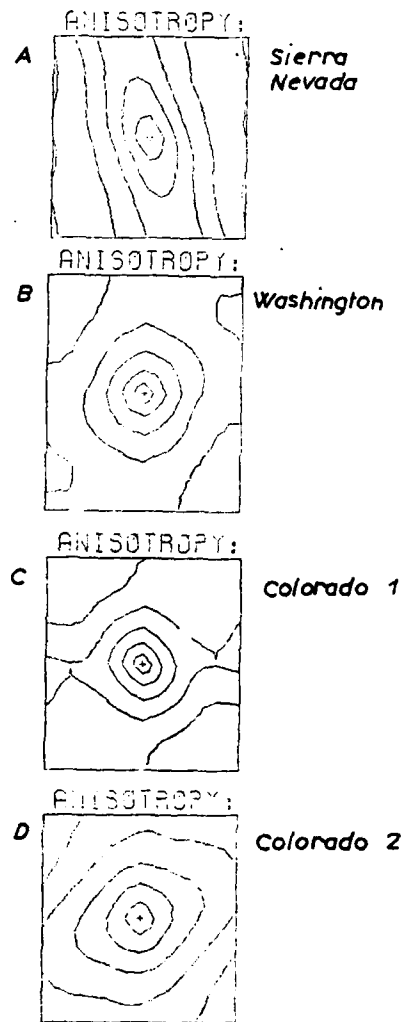 ANISOTROPY:
A Sierra
Nevada
ANISOTROPY:
B Washington
ANISOTROPY:
C Colorado 1
ANISOTROPY:
D Colorado 2